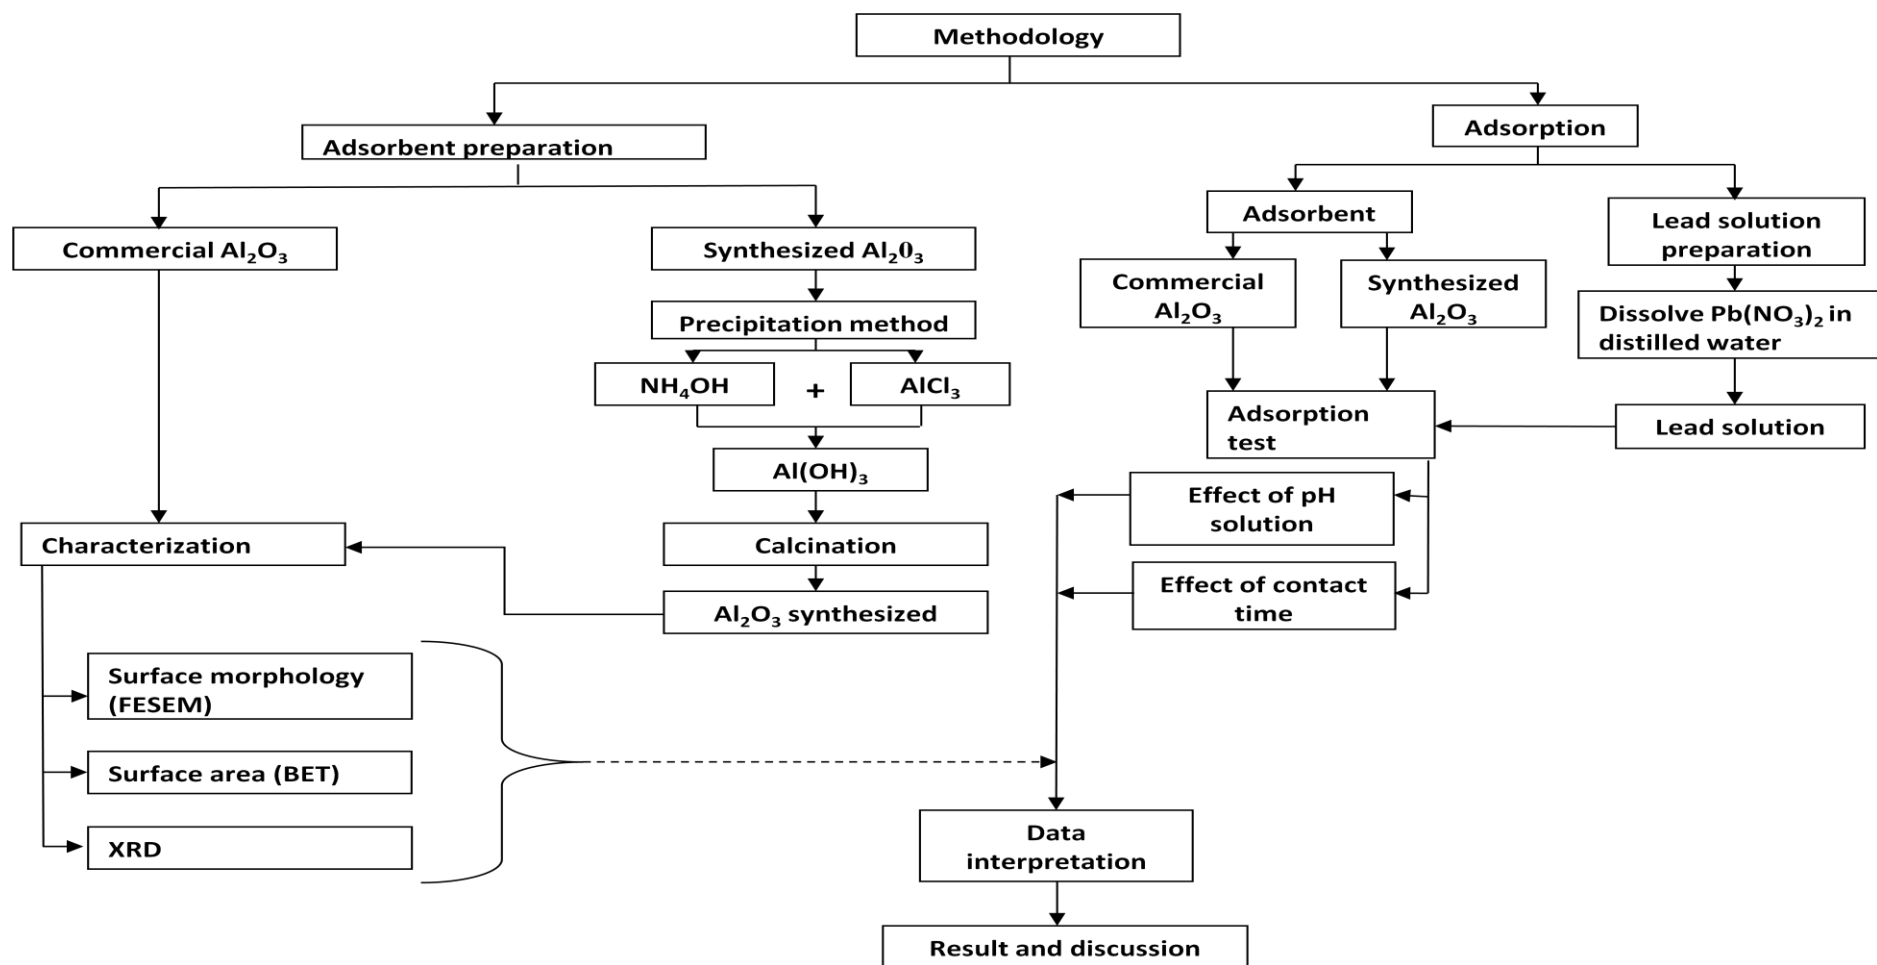 Methodology
Adsorbent preparation
Adsorption
Commercial Al₂O₃
Synthesized Al₂0₃
Adsorbent
Lead solution
preparation
Precipitation method
Commercial
Al₂O₃
Synthesized
Al₂O₃
Dissolve Pb(NO₃)₂ in
distilled water
NH₄OH
+
AlCl₃
Adsorption
test
Lead solution
Al(OH)₃
Effect of pH
solution
Characterization
Calcination
Effect of contact
time
Al₂O₃ synthesized
Surface morphology
(FESEM)
Surface area (BET)
XRD
Data
interpretation
Result and discussion